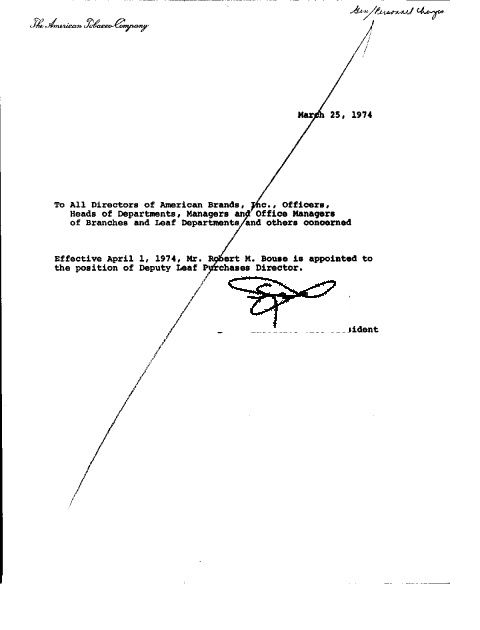 Gen/Personnel Changes
The American Tobacco Company
March 25, 1974
To All Directors of American Brands, Inc., Officers,
Heads of Departments, Managers and Office Managers
of Branches and Leaf Departments and others concerned
Effective April 1, 1974, Mr. Robert M. Bouse is appointed to
the position of Deputy Leaf Purchases Director.
sident